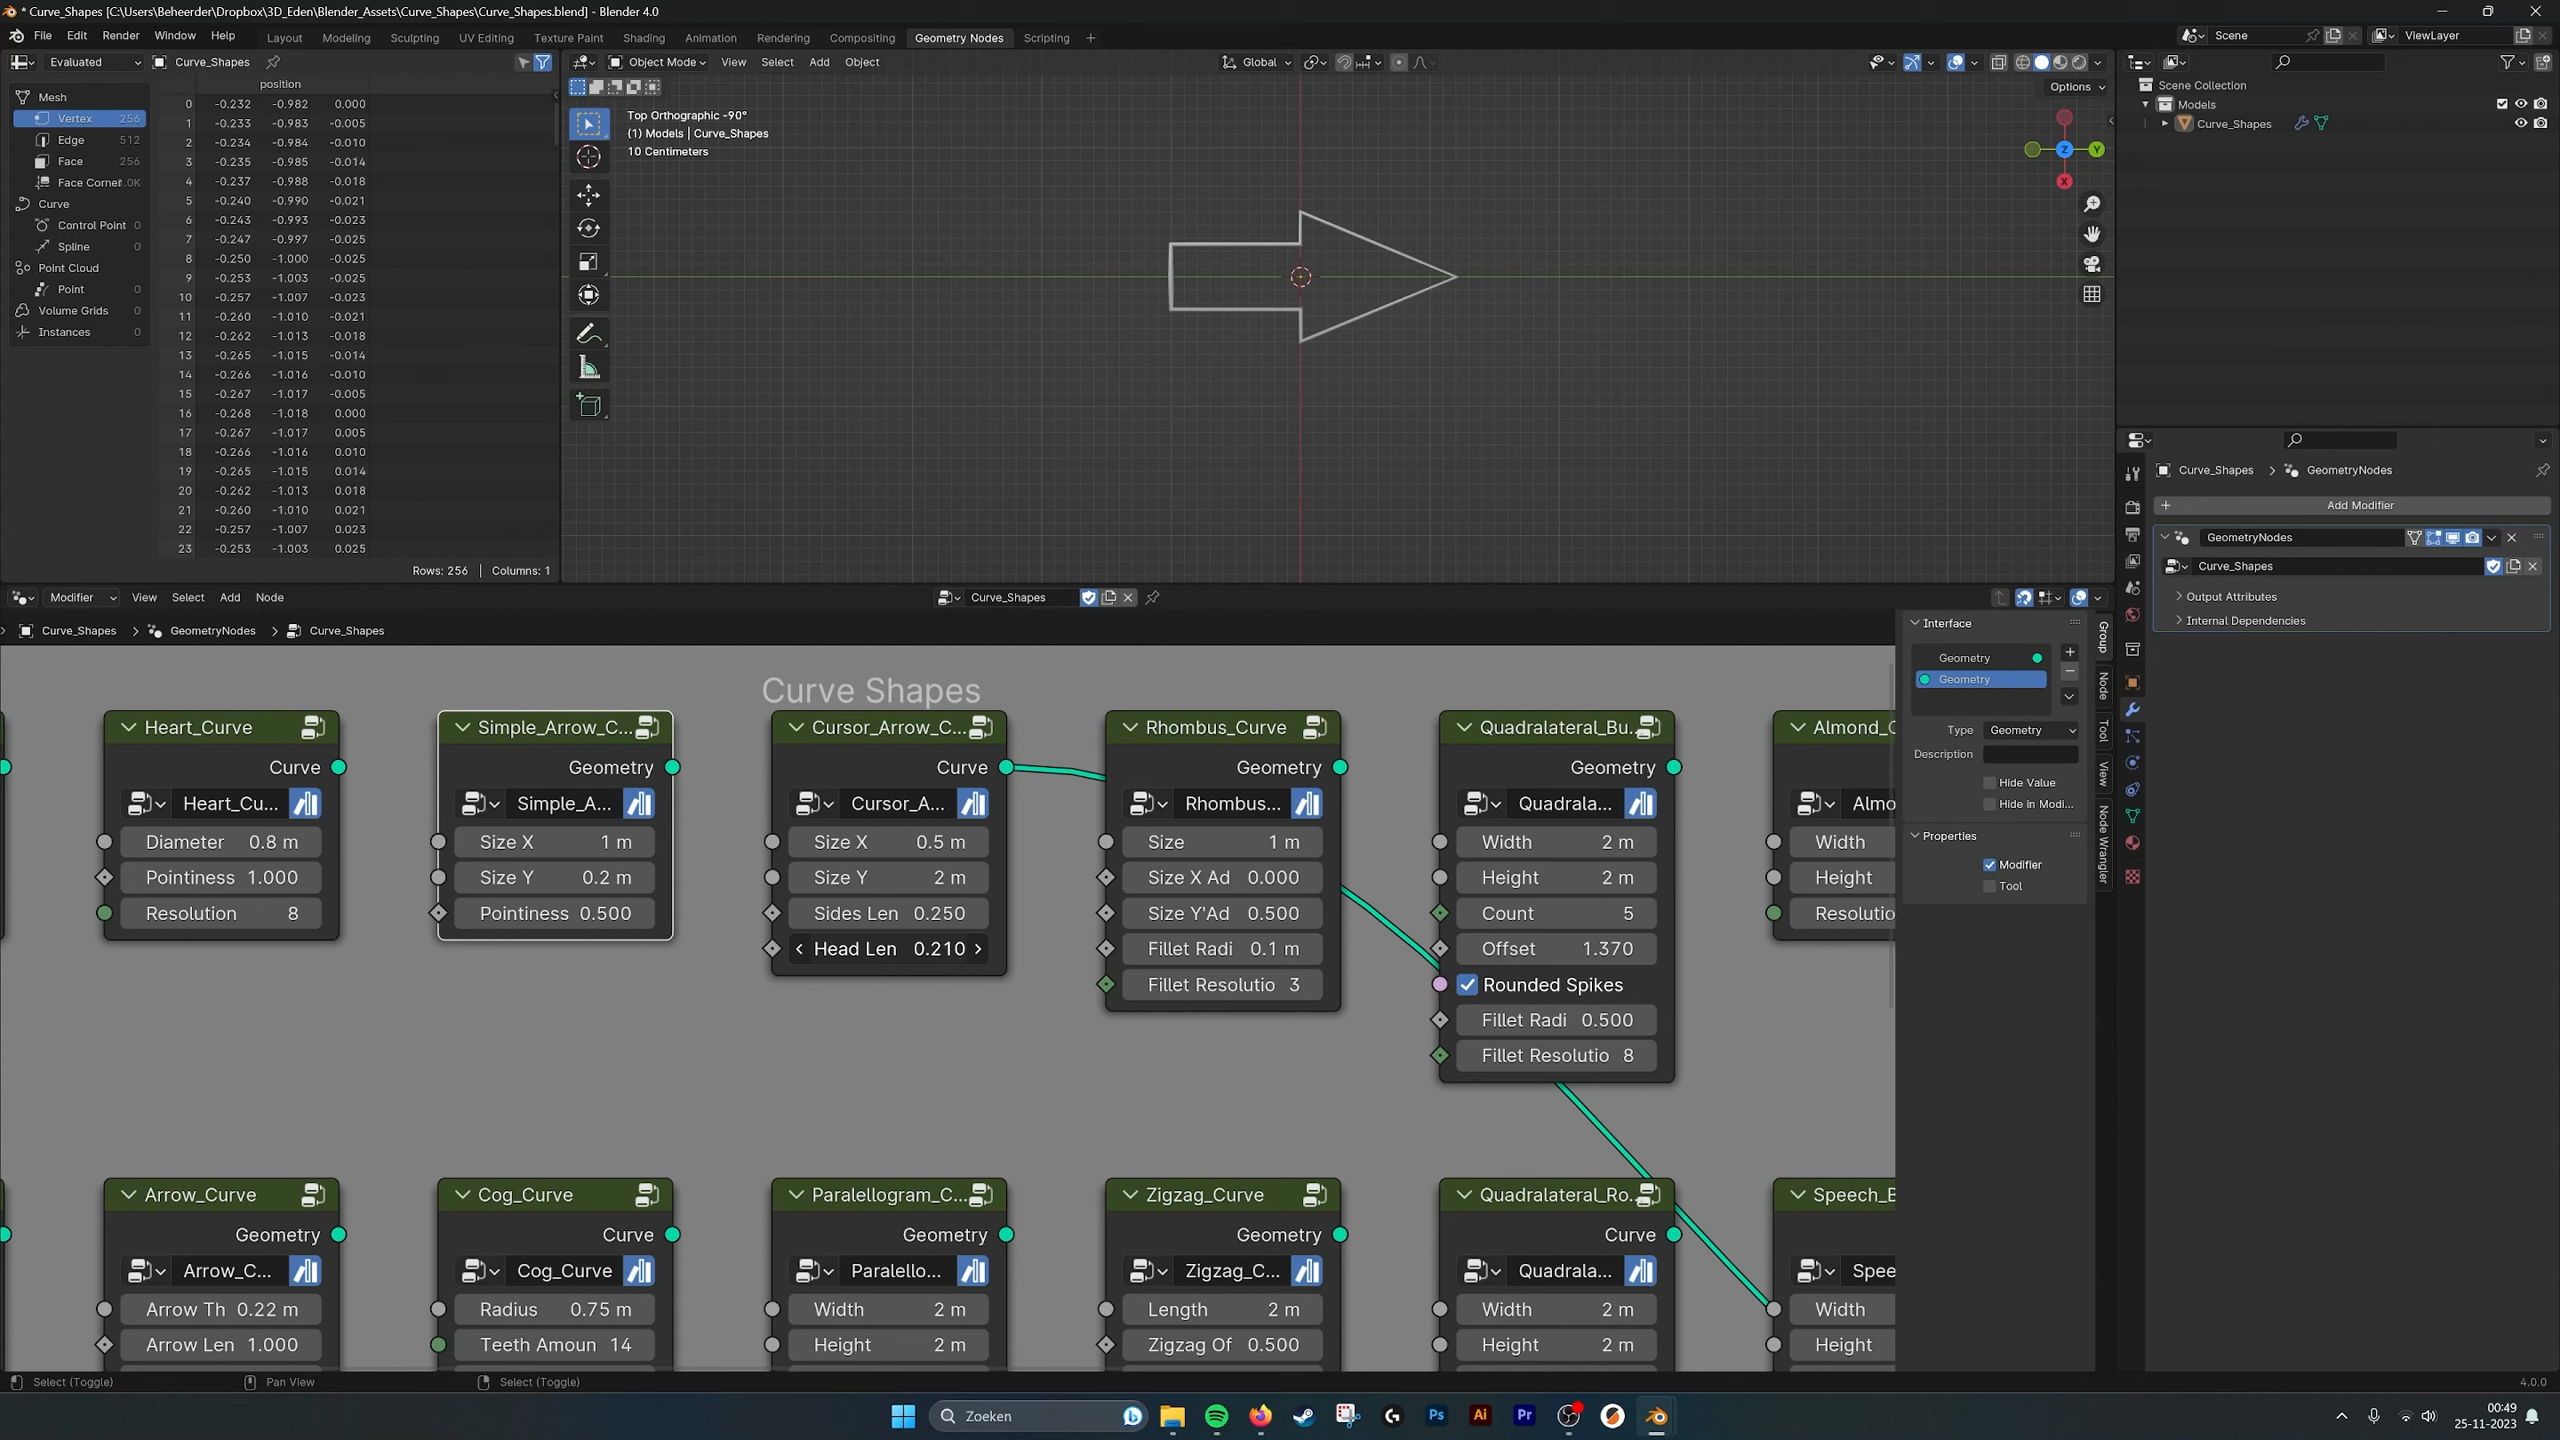 * Curve_Shapes [C:\Users\Beheerder\Dropbox\3D_Eden\Blender_Assets\Curve_Shapes\Curve_Shapes.blend] - Blender 4.0
File Edit Render Window Help Layout Modeling Sculpting UV Editing Texture Paint Shading Animation Rendering Compositing Geometry Nodes Scripting + Scene ViewLayer
Evaluated Curve_Shapes
position
Mesh
Vertex 256
Edge 512
Face 256
Face Corner 1.0K
Curve
Control Point 0
Spline 0
Point Cloud
Point 0
Volume Grids 0
Instances 0
0 -0.232 -0.982 0.000
1 -0.233 -0.983 -0.005
2 -0.234 -0.984 -0.010
3 -0.235 -0.985 -0.014
4 -0.237 -0.988 -0.018
5 -0.240 -0.990 -0.021
6 -0.243 -0.993 -0.023
7 -0.247 -0.997 -0.025
8 -0.250 -1.000 -0.025
9 -0.253 -1.003 -0.025
10 -0.257 -1.007 -0.023
11 -0.260 -1.010 -0.021
12 -0.262 -1.013 -0.018
13 -0.265 -1.015 -0.014
14 -0.266 -1.016 -0.010
15 -0.267 -1.017 -0.005
16 -0.268 -1.018 0.000
17 -0.267 -1.017 0.005
18 -0.266 -1.016 0.010
19 -0.265 -1.015 0.014
20 -0.262 -1.013 0.018
21 -0.260 -1.010 0.021
22 -0.257 -1.007 0.023
23 -0.253 -1.003 0.025
Rows: 256 | Columns: 1
Object Mode View Select Add Object Global
Options
Top Orthographic -90°
(1) Models | Curve_Shapes
10 Centimeters
Z
Y
X
Scene Collection
Models
Curve_Shapes
Curve_Shapes > GeometryNodes
+ Add Modifier
GeometryNodes
Curve_Shapes
Output Attributes
Internal Dependencies
Modifier View Select Add Node Curve_Shapes
Curve_Shapes > GeometryNodes > Curve_Shapes
Interface
Geometry
Geometry
Type Geometry
Description
Hide Value
Hide in Modi...
Properties
Modifier
Tool
Group
Node
Tool
View
Node Wrangler
Curve Shapes
Heart_Curve
Curve
Heart_Cu...
Diameter 0.8 m
Pointiness 1.000
Resolution 8
Simple_Arrow_C...
Geometry
Simple_A...
Size X 1 m
Size Y 0.2 m
Pointiness 0.500
Cursor_Arrow_C...
Curve
Cursor_A...
Size X 0.5 m
Size Y 2 m
Sides Len 0.250
Head Len 0.210
Rhombus_Curve
Geometry
Rhombus...
Size 1 m
Size X Ad 0.000
Size Y'Ad 0.500
Fillet Radi 0.1 m
Fillet Resolutio 3
Quadralateral_Bu...
Geometry
Quadrala...
Width 2 m
Height 2 m
Count 5
Offset 1.370
Rounded Spikes
Fillet Radi 0.500
Fillet Resolutio 8
Almond_C
Almo
Width
Height
Resolutio
Arrow_Curve
Geometry
Arrow_C...
Arrow Th 0.22 m
Arrow Len 1.000
Cog_Curve
Curve
Cog_Curve
Radius 0.75 m
Teeth Amoun 14
Paralellogram_C...
Geometry
Paralello...
Width 2 m
Height 2 m
Zigzag_Curve
Geometry
Zigzag_C...
Length 2 m
Zigzag Of 0.500
Quadralateral_Ro...
Curve
Quadrala...
Width 2 m
Height 2 m
Speech_B
Spee
Width
Height
Select (Toggle) Pan View Select (Toggle) 4.0.0
Zoeken Ps Ai Pr
00:49
25-11-2023